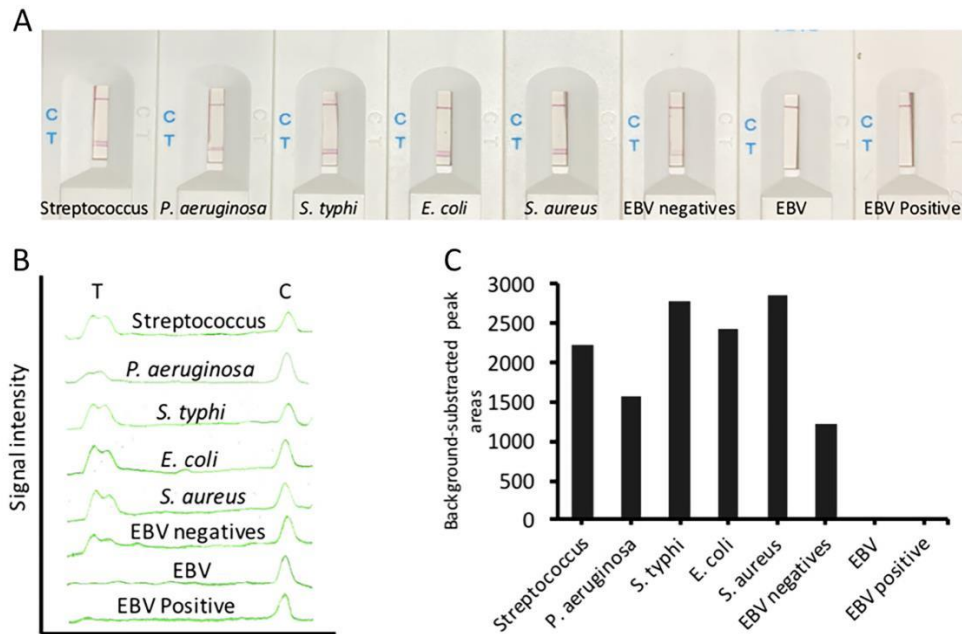 A
C T C T C T C T C T C T C T C T
C T C T C T C T C T C T C T C T
Streptococcus P. aeruginosa S. typhi E. coli S. aureus EBV negatives EBV EBV Positive
B
T C
Streptococcus
P. aeruginosa
S. typhi
E. coli
S. aureus
EBV negatives
EBV
EBV Positive
Signal intensity
C
Background-substracted peak
areas
3000
2500
2000
1500
1000
500
0
Streptococcus
P. aeruginosa
S. typhi
E. coli
S. aureus
EBV negatives
EBV
EBV positive